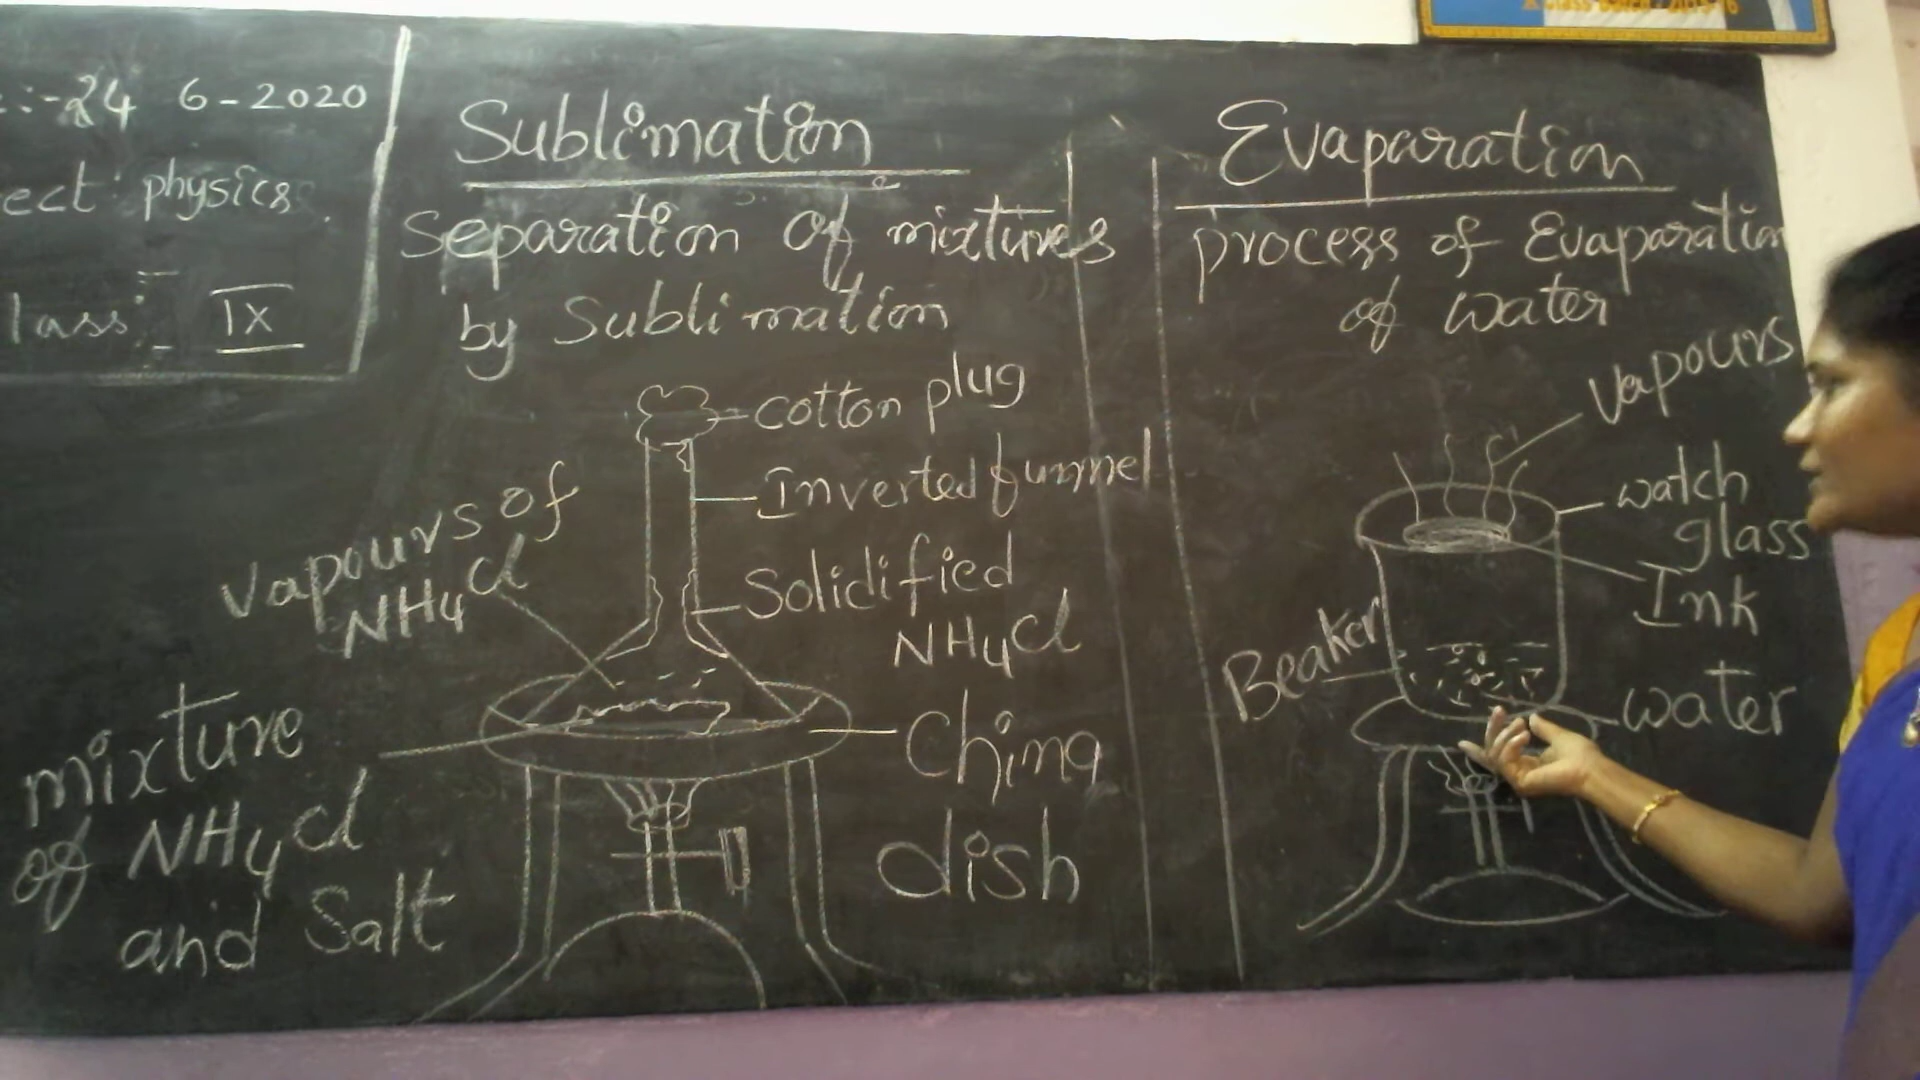 :-24 6-2020
ect: physics.
lass: IX
Sublimation
Separation of mixtures
by Sublimation
cotton plug
Inverted funnel
Vapours of
NH4Cl
Solidified
NH4Cl
mixture
of NH4Cl
and Salt
China
dish
Evaparation
process of Evaparation
of water
Vapours
watch
glass
Ink
Beaker
water